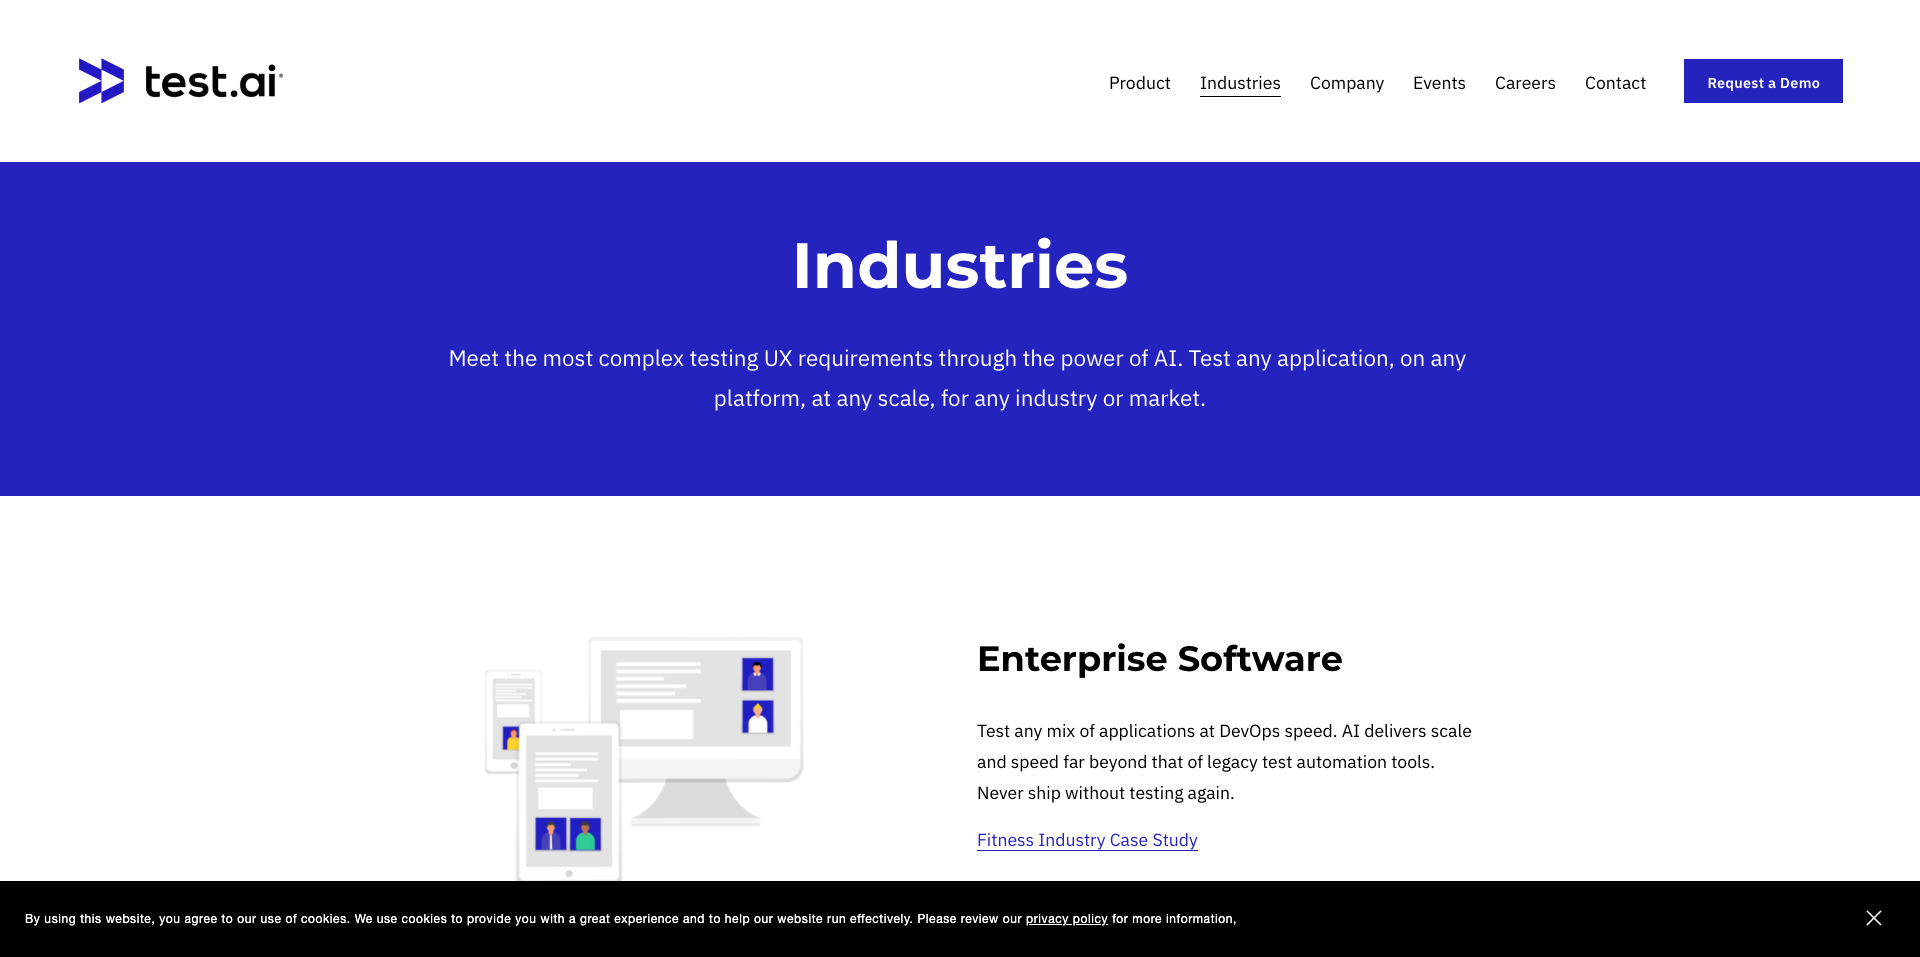 test.ai
Product Industries Company Events Careers Contact Request a Demo
Industries
Meet the most complex testing UX requirements through the power of AI. Test any application, on any
platform, at any scale, for any industry or market.
Enterprise Software
Test any mix of applications at DevOps speed. AI delivers scale
and speed far beyond that of legacy test automation tools.
Never ship without testing again.
Fitness Industry Case Study
By using this website, you agree to our use of cookies. We use cookies to provide you with a great experience and to help our website run effectively. Please review our privacy policy for more information,